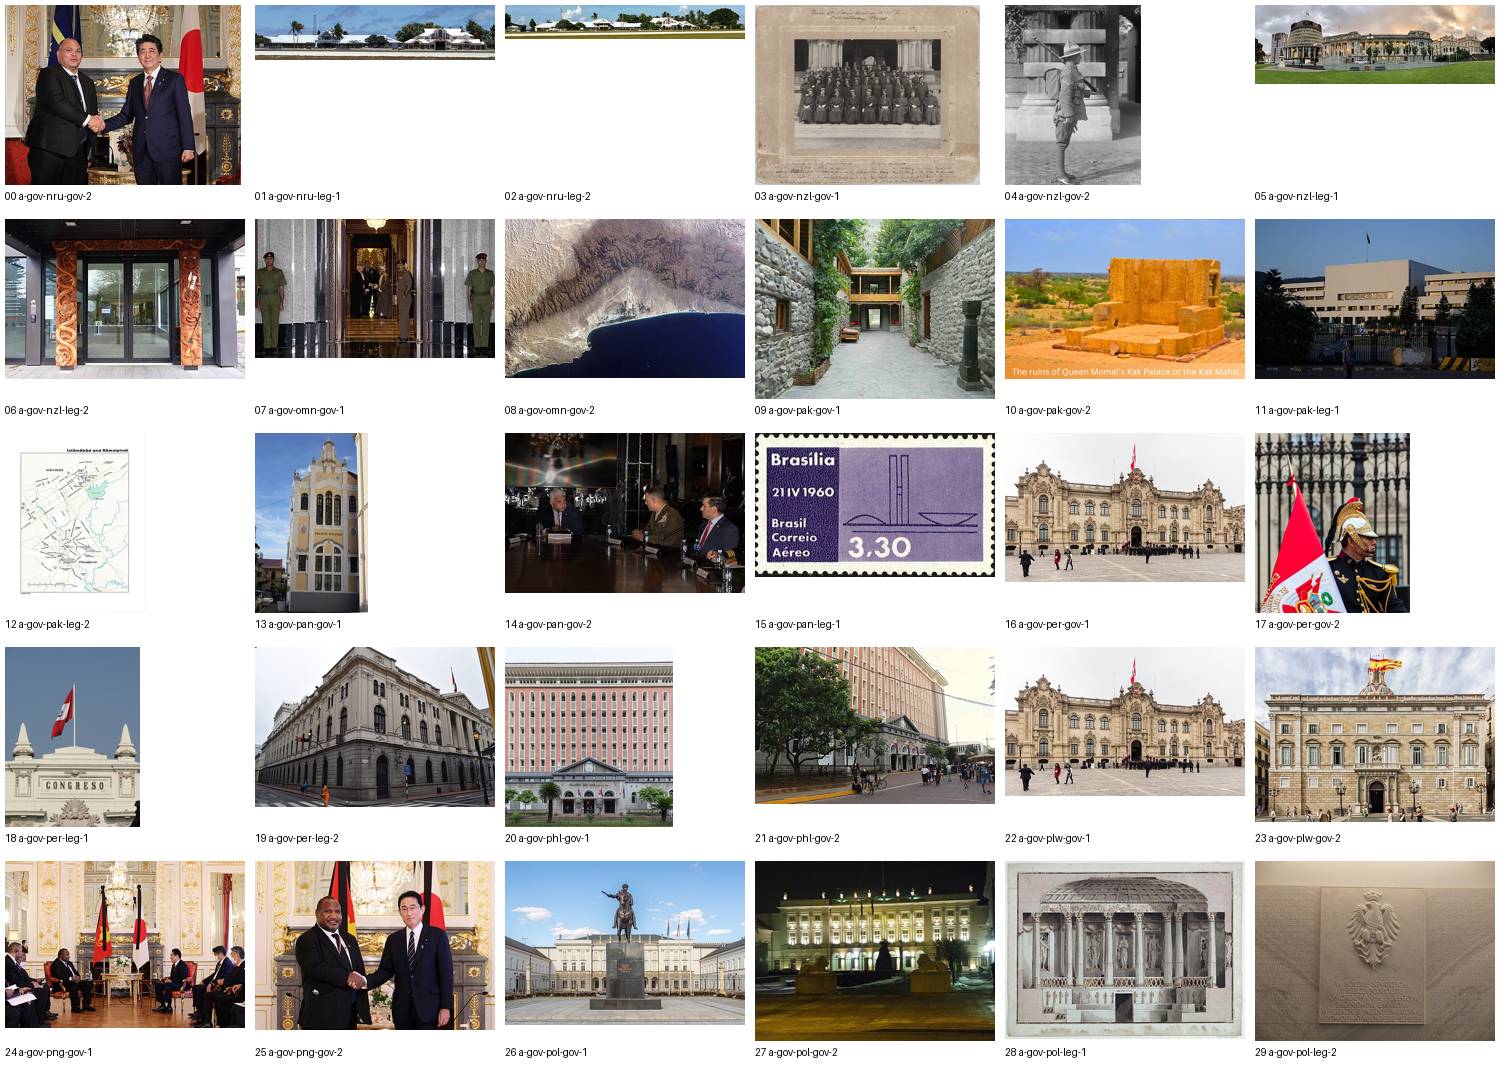 00 a-gov-nru-gov-2
01 a-gov-nru-leg-1
02 a-gov-nru-leg-2
03 a-gov-nzl-gov-1
04 a-gov-nzl-gov-2
05 a-gov-nzl-leg-1
The ruins of Queen Momal's Kak Palace or the Kak Mahal.
06 a-gov-nzl-leg-2
07 a-gov-omn-gov-1
08 a-gov-omn-gov-2
09 a-gov-pak-gov-1
10 a-gov-pak-gov-2
11 a-gov-pak-leg-1
Islāmābād and Rāwalpindi
Brasília
21 IV 1960
Brasil
Correio
Aéreo
3,30
12 a-gov-pak-leg-2
13 a-gov-pan-gov-1
14 a-gov-pan-gov-2
15 a-gov-pan-leg-1
16 a-gov-per-gov-1
17 a-gov-per-gov-2
CONGRESO
18 a-gov-per-leg-1
19 a-gov-per-leg-2
20 a-gov-phl-gov-1
21 a-gov-phl-gov-2
22 a-gov-plw-gov-1
23 a-gov-plw-gov-2
24 a-gov-png-gov-1
25 a-gov-png-gov-2
26 a-gov-pol-gov-1
27 a-gov-pol-gov-2
28 a-gov-pol-leg-1
29 a-gov-pol-leg-2